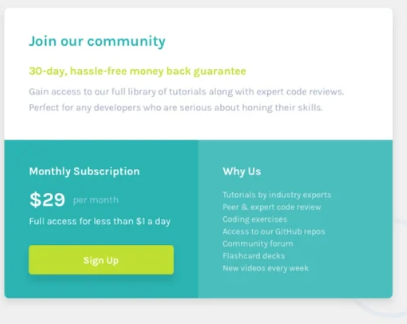 Join our community
30-day, hassle-free money back guarantee
Gain access to our full library of tutorials along with expert code reviews.
Perfect for any developers who are serious about honing their skills.
Monthly Subscription
$29 per month
Full access for less than $1 a day
Sign Up
Why Us
Tutorials by industry experts
Peer & expert code review
Coding exercises
Access to our GitHub repos
Community forum
Flashcard decks
New videos every week